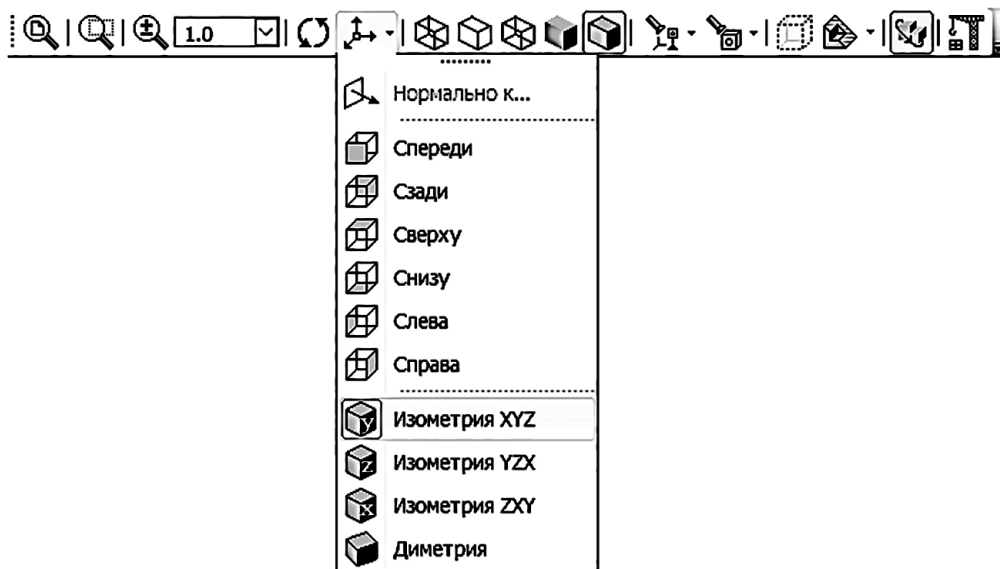 1.0
Нормально к...
Спереди
Сзади
Сверху
Снизу
Слева
Справа
y Изометрия XYZ
z Изометрия YZX
x Изометрия ZXY
Диметрия